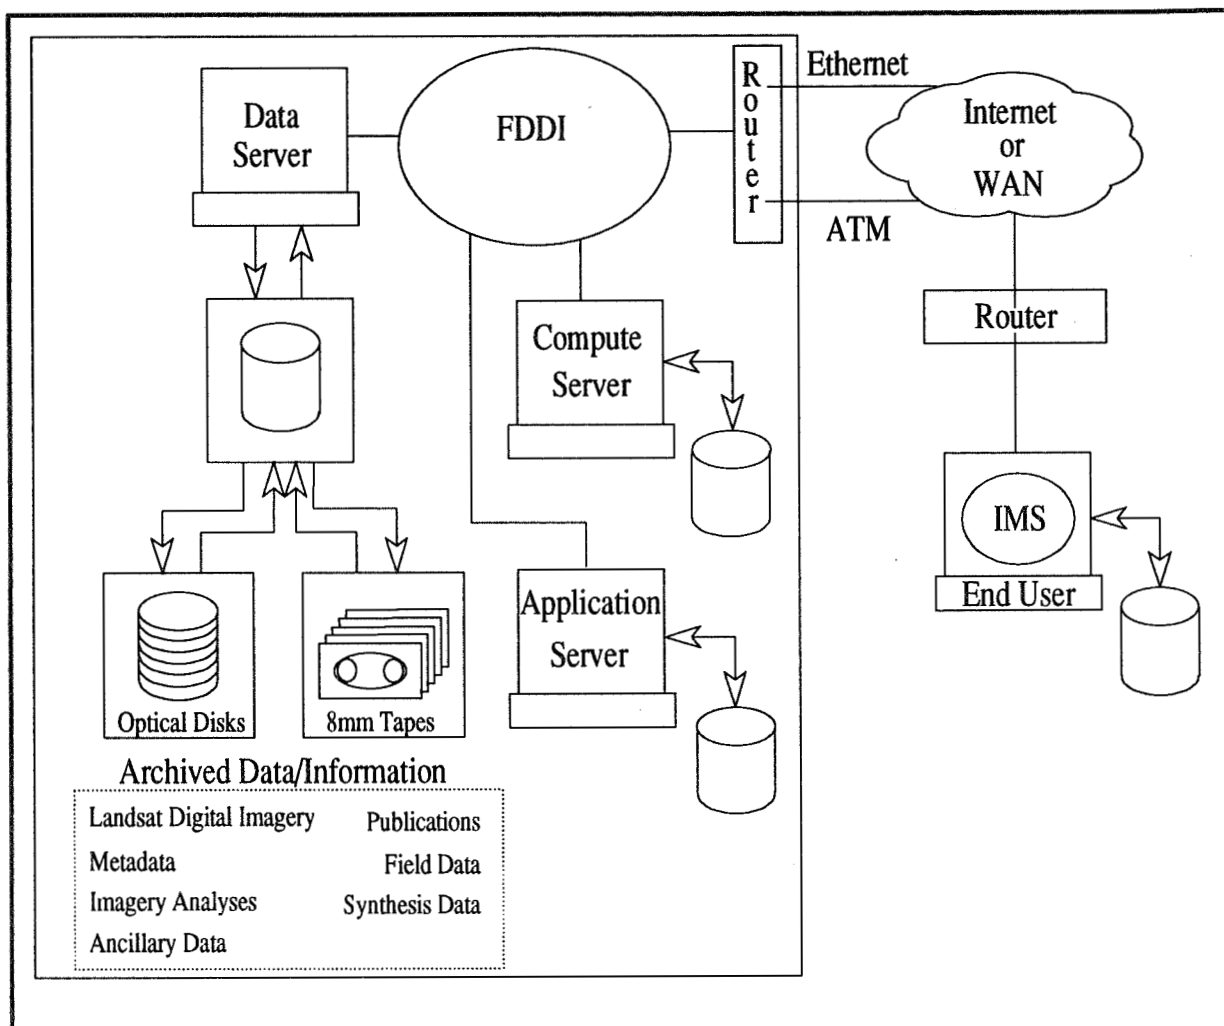 Data
Server
FDDI
Router
Ethernet
ATM
Internet
or
WAN
Router
Compute
Server
IMS
End User
Application
Server
Optical Disks
8mm Tapes
Archived Data/Information
Landsat Digital Imagery
Publications
Metadata
Field Data
Imagery Analyses
Synthesis Data
Ancillary Data